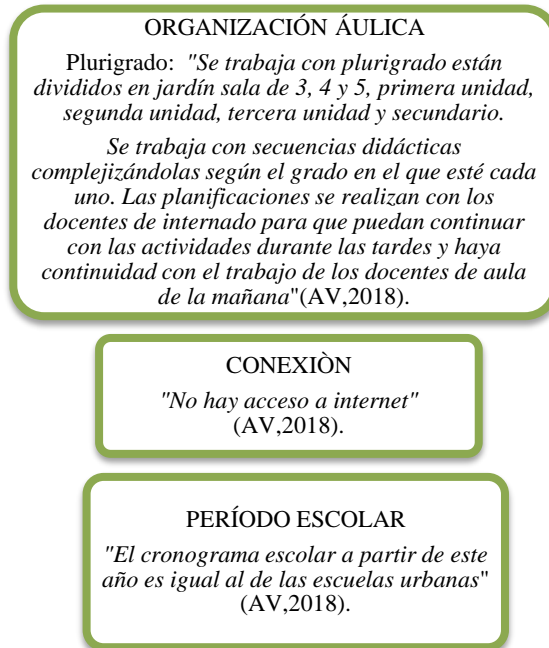 ORGANIZACIÓN ÁULICA
Plurigrado: "Se trabaja con plurigrado están
divididos en jardín sala de 3, 4 y 5, primera unidad,
segunda unidad, tercera unidad y secundario.
Se trabaja con secuencias didácticas
complejizándolas según el grado en el que esté cada
uno. Las planificaciones se realizan con los
docentes de internado para que puedan continuar
con las actividades durante las tardes y haya
continuidad con el trabajo de los docentes de aula
de la mañana"(AV,2018).
CONEXIÒN
"No hay acceso a internet"
(AV,2018).
PERÍODO ESCOLAR
"El cronograma escolar a partir de este
año es igual al de las escuelas urbanas"
(AV,2018).